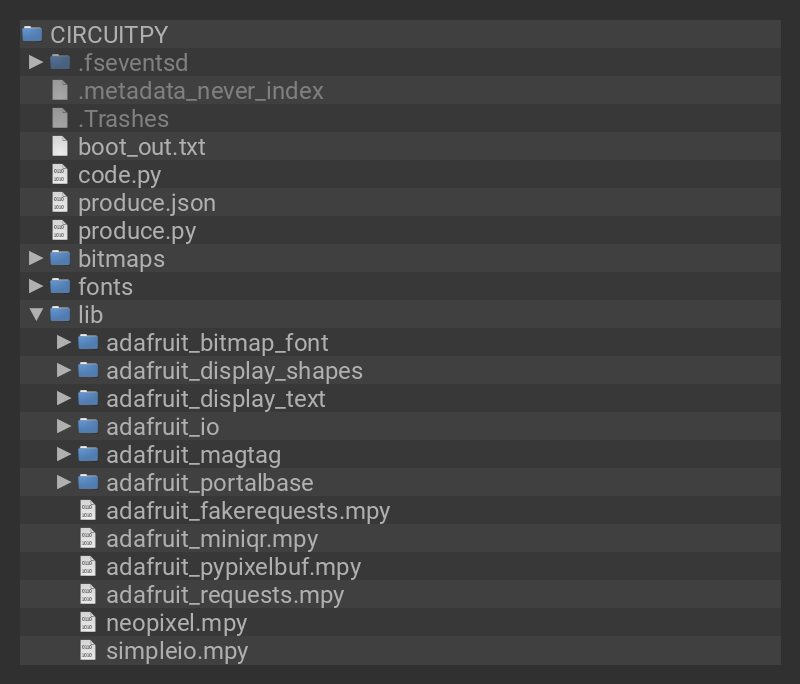 CIRCUITPY
.fseventsd
.metadata_never_index
.Trashes
boot_out.txt
code.py
produce.json
produce.py
bitmaps
fonts
lib
adafruit_bitmap_font
adafruit_display_shapes
adafruit_display_text
adafruit_io
adafruit_magtag
adafruit_portalbase
adafruit_fakerequests.mpy
adafruit_miniqr.mpy
adafruit_pypixelbuf.mpy
adafruit_requests.mpy
neopixel.mpy
simpleio.mpy